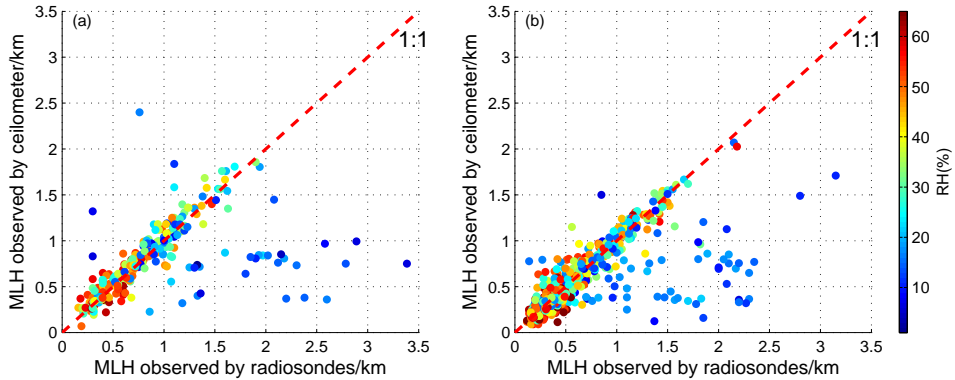 (a)
1:1
MLH observed by ceilometer/km
3.5
3
2.5
2
1.5
1
0.5
0
0 0.5 1 1.5 2 2.5 3 3.5
MLH observed by radiosondes/km
(b)
1:1
MLH observed by ceilometer/km
3.5
3
2.5
2
1.5
1
0.5
0
0 0.5 1 1.5 2 2.5 3 3.5
MLH observed by radiosondes/km
60
50
40
30
20
10
RH(%)